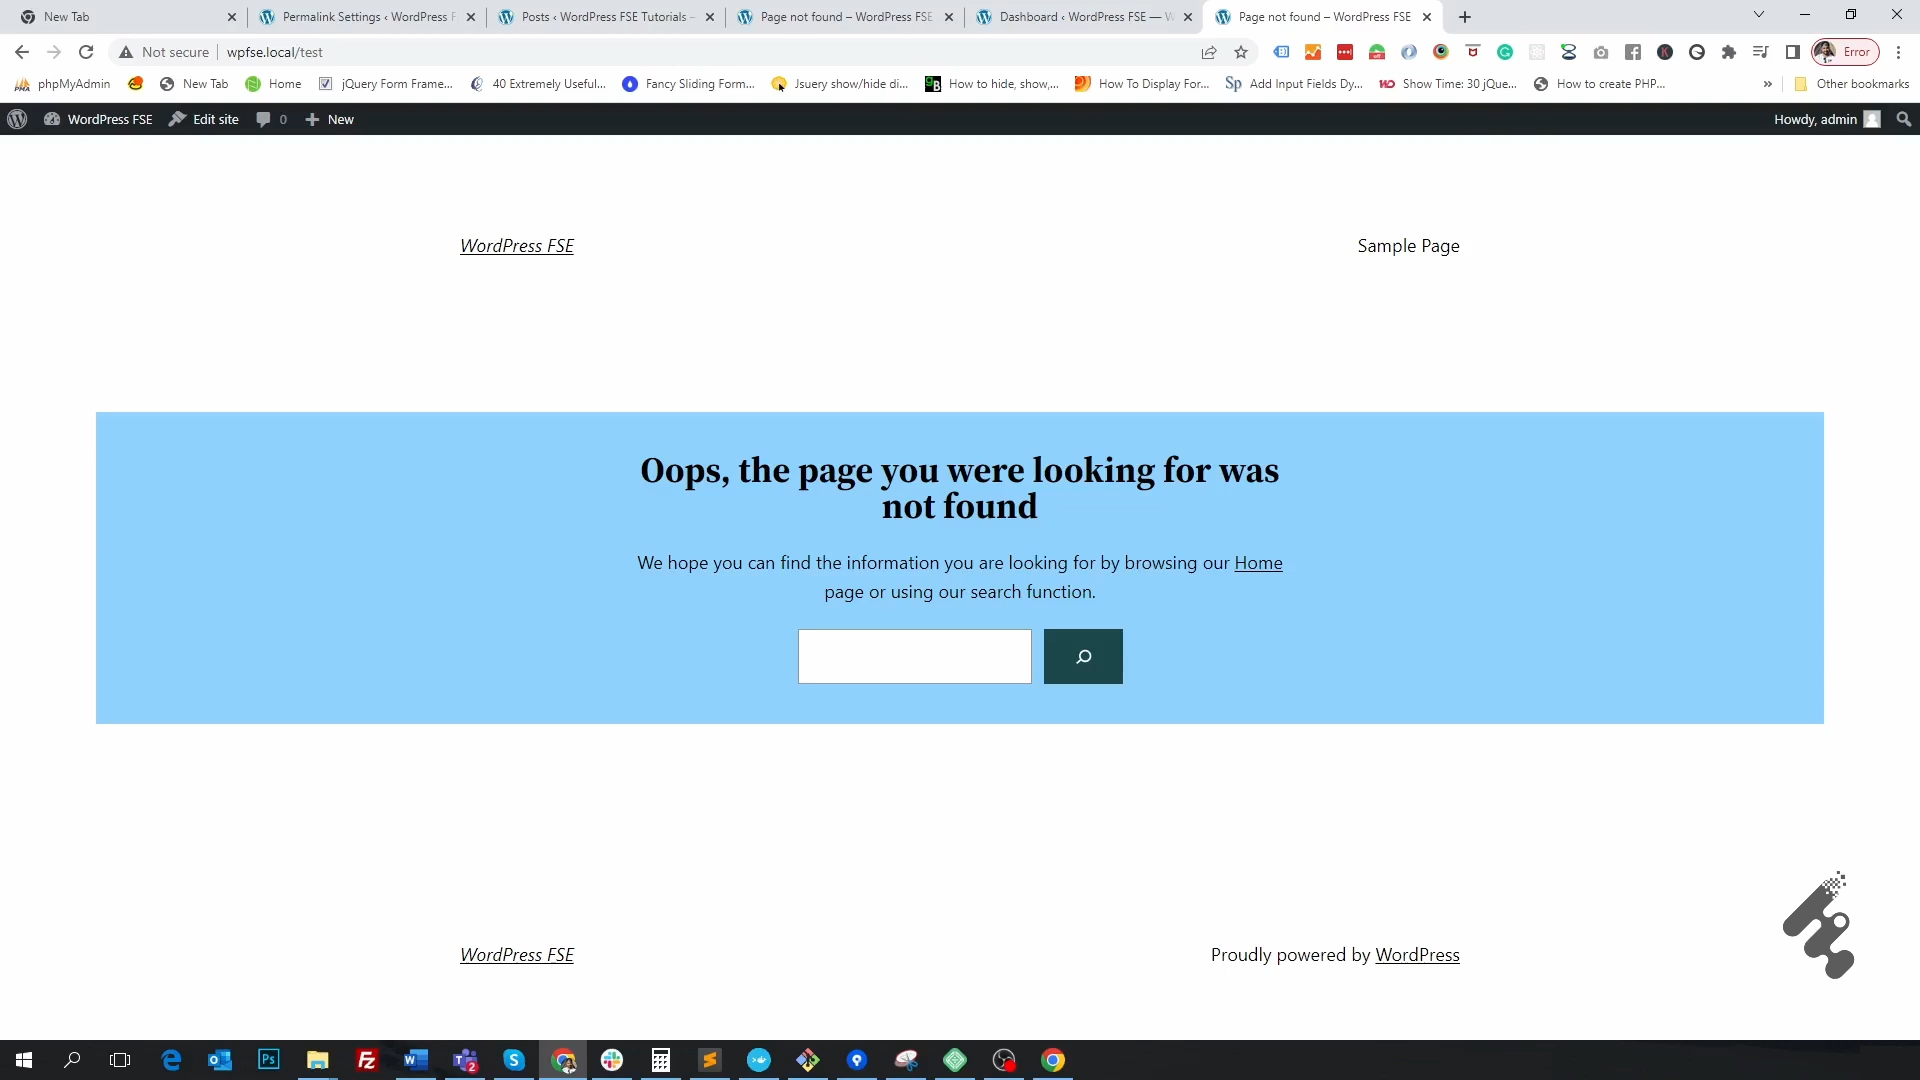 New Tab
Permalink Settings ‹ WordPress F
Posts ‹ WordPress FSE Tutorials –
Page not found – WordPress FSE
Dashboard ‹ WordPress FSE — W
Page not found – WordPress FSE
Not secure
wpfse.local/test
Error
phpMyAdmin
New Tab
Home
jQuery Form Frame...
40 Extremely Useful...
Fancy Sliding Form...
Jsuery show/hide di...
How to hide, show,...
How To Display For...
Sp
Add Input Fields Dy...
Show Time: 30 jQue...
How to create PHP...
»
Other bookmarks
WordPress FSE
Edit site
0
New
Howdy, admin
WordPress FSE
Sample Page
Oops, the page you were looking for was
not found
We hope you can find the information you are looking for by browsing our Home
page or using our search function.
WordPress FSE
Proudly powered by WordPress
Ps
Fz
W
T
2
S